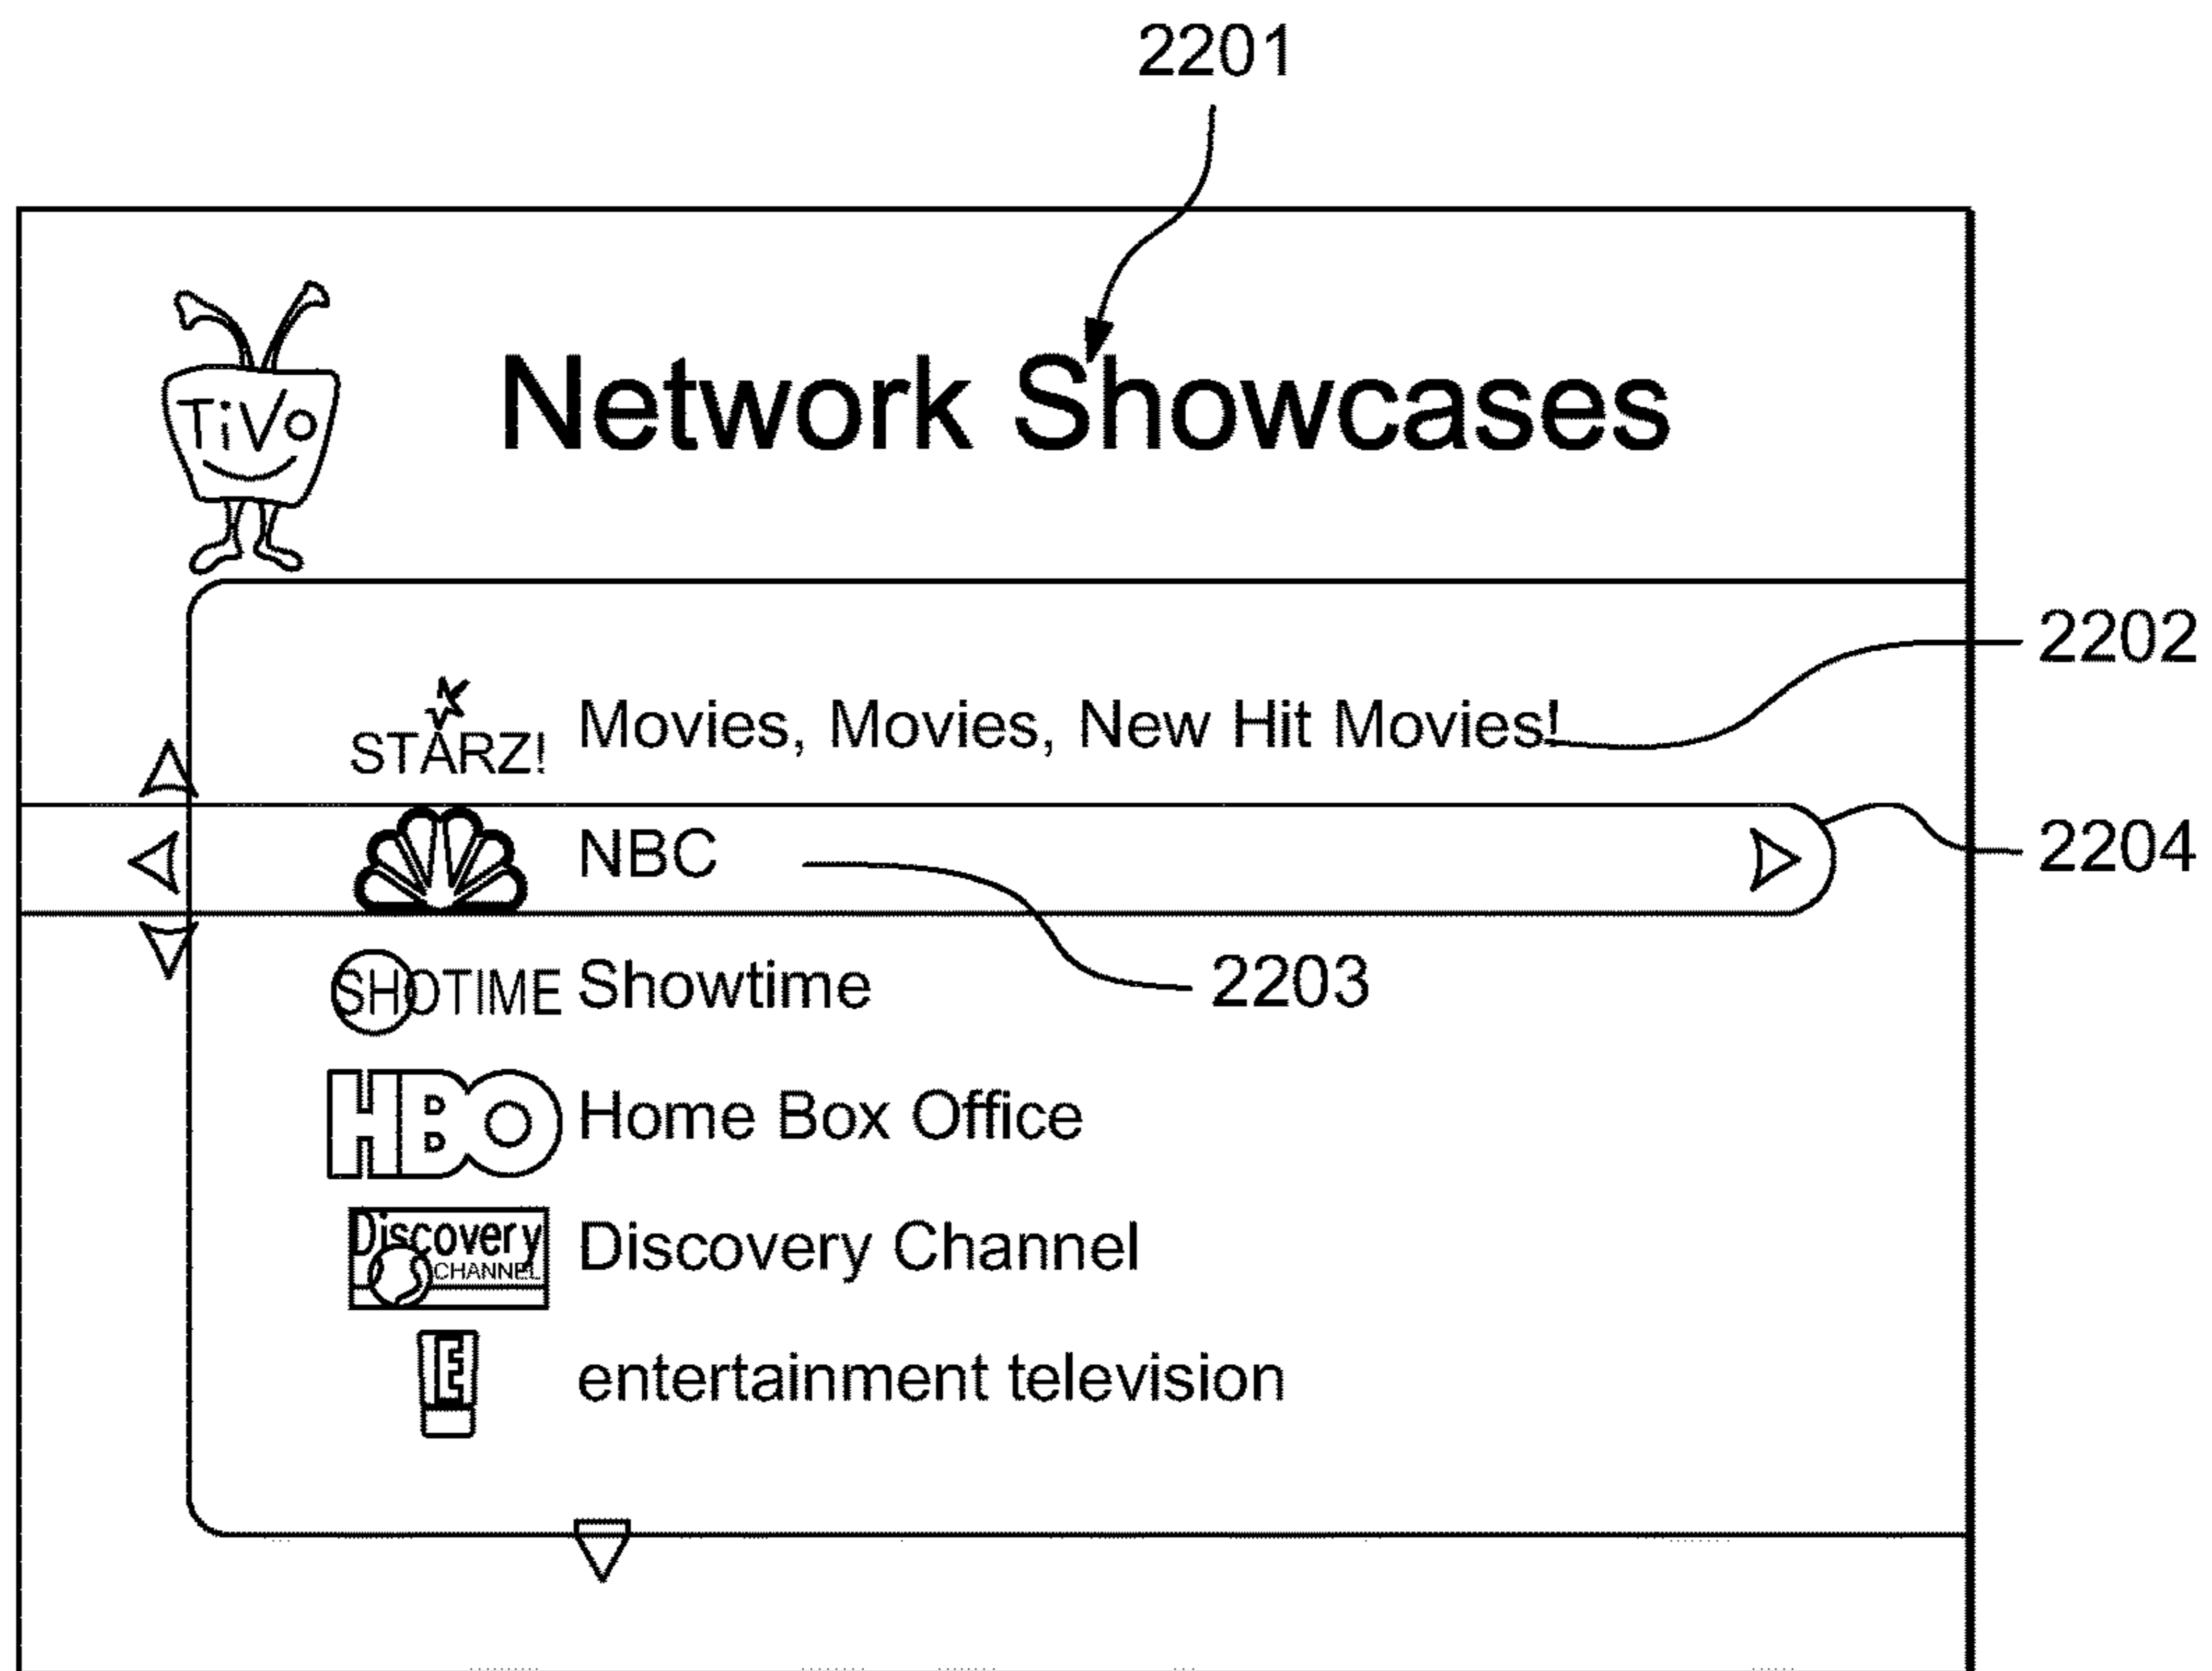 2201
TiVo
Network Showcases
2202
STARZ! Movies, Movies, New Hit Movies!
NBC
2204
SHOTIME Showtime
2203
HBO Home Box Office
Discovery CHANNEL Discovery Channel
E entertainment television